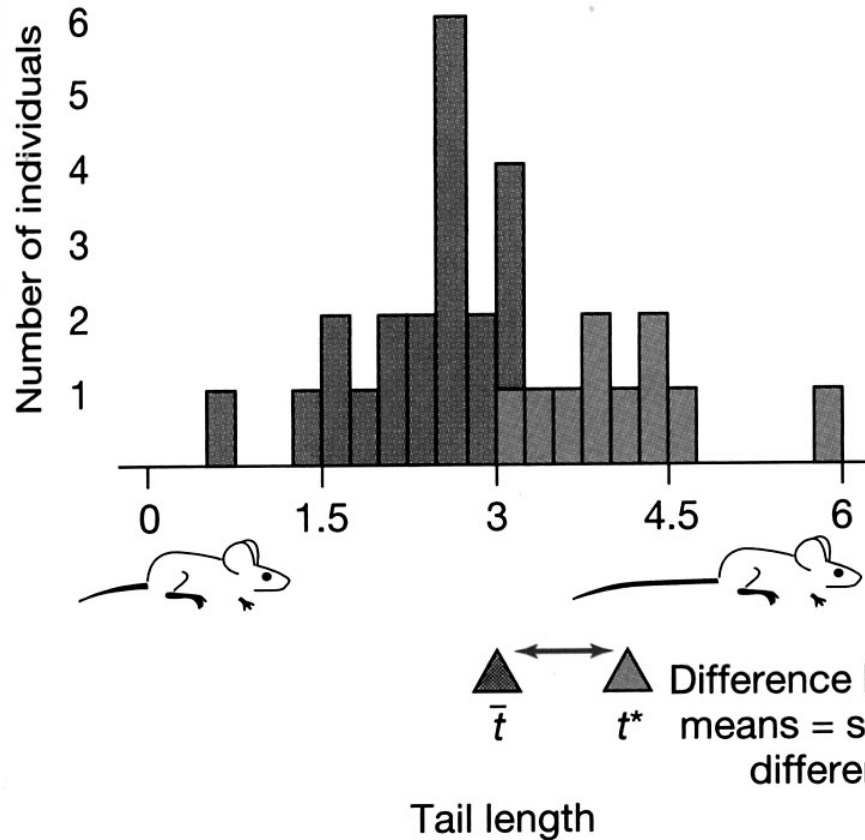 Number of individuals
6
5
4
3
2
1
0 1.5 3 4.5 6
t̄ t*
Difference
means = s
differe
Tail length